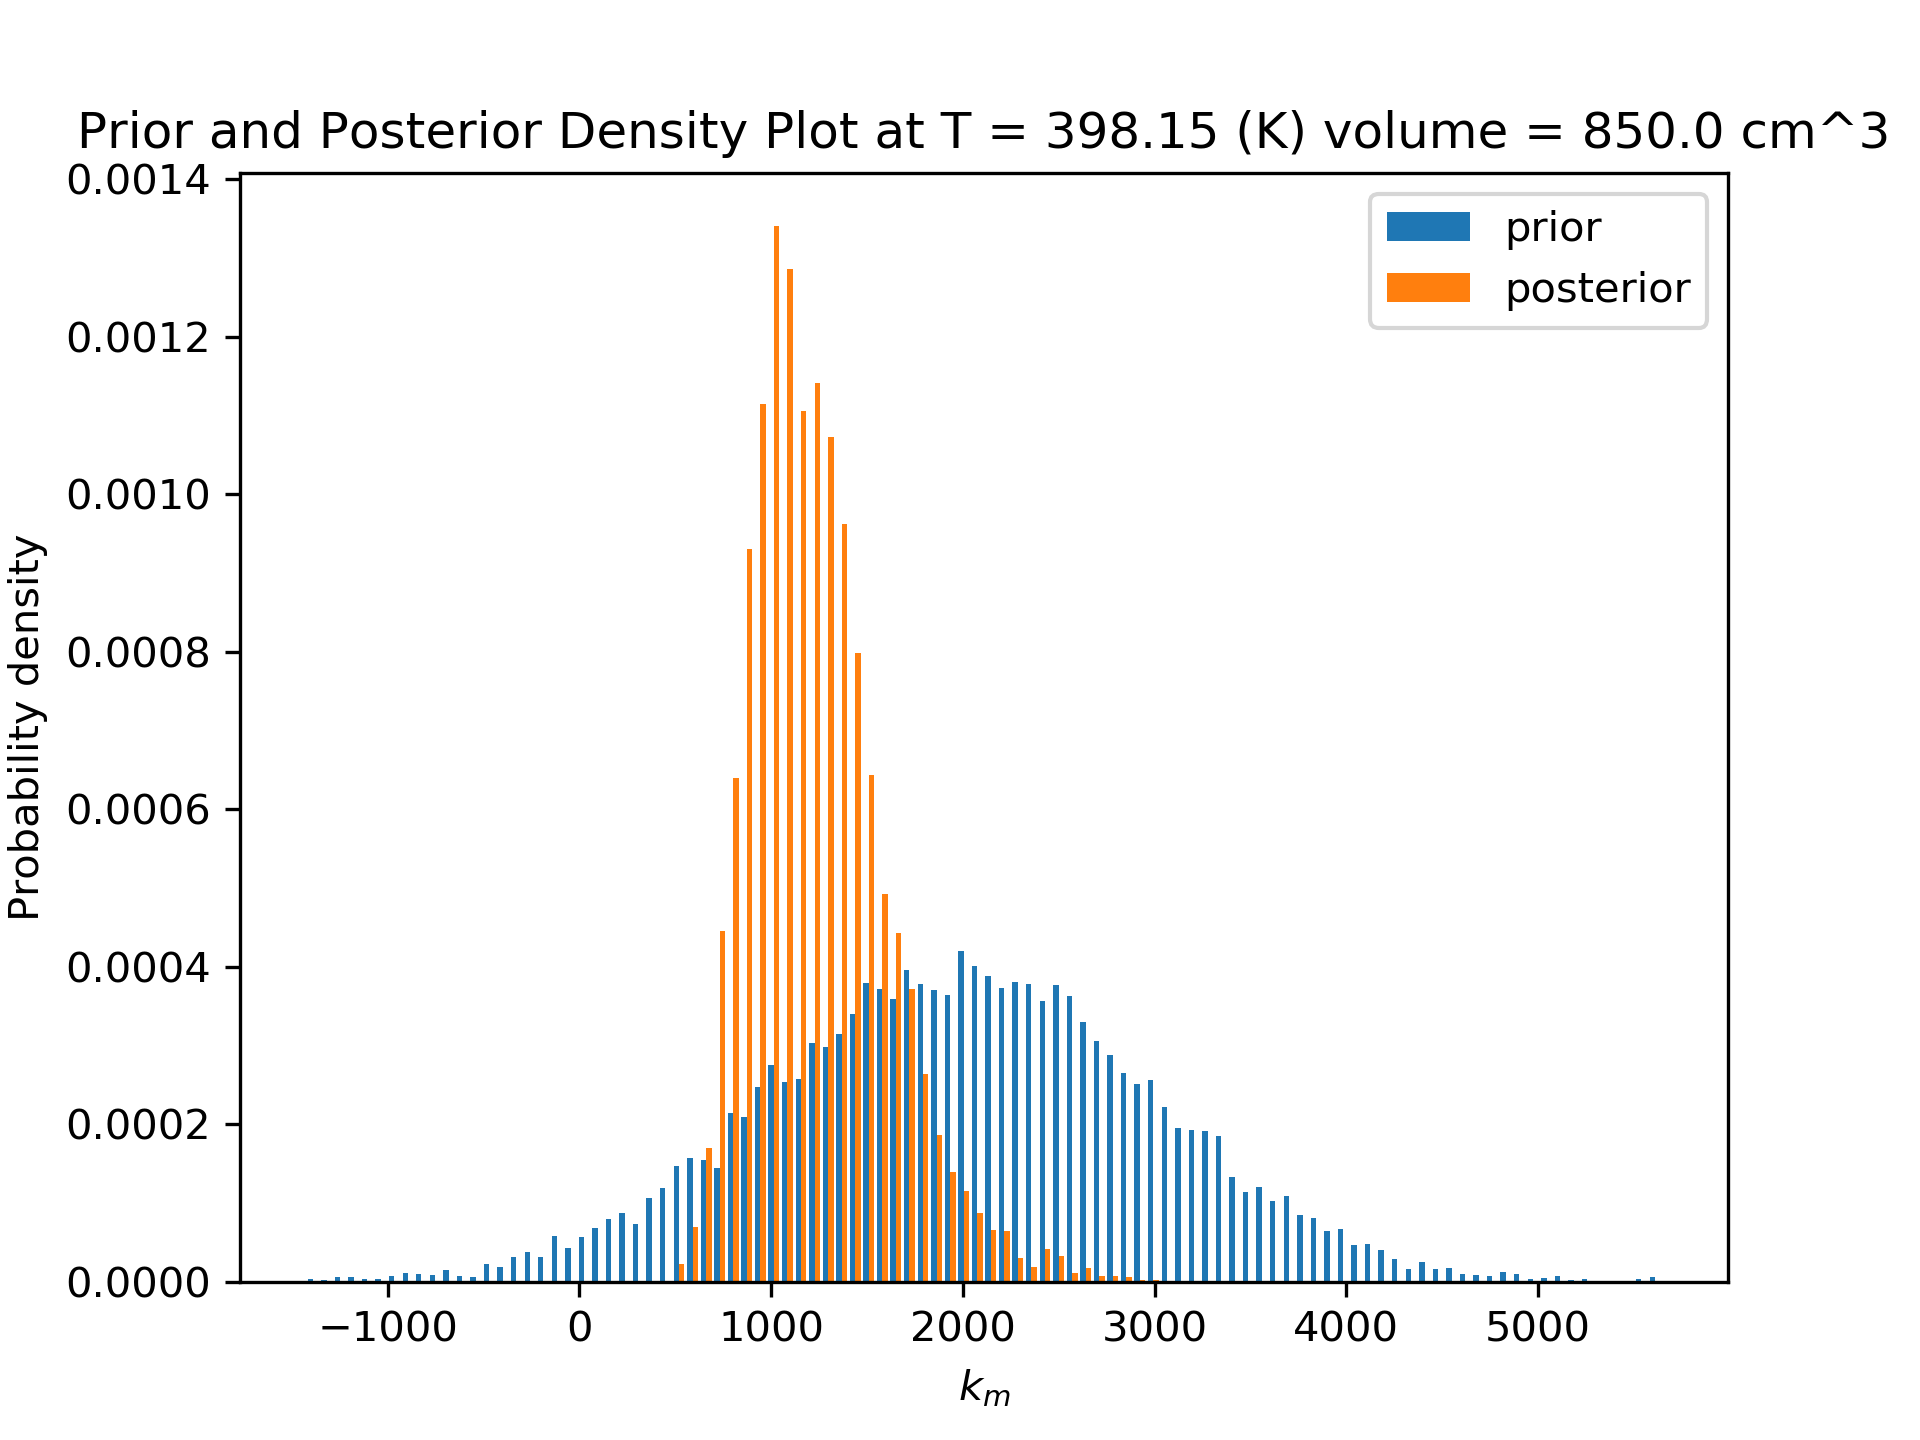 Prior and Posterior Density Plot at T = 398.15 (K) volume = 850.0 cm^3
prior
posterior
Probability density
0.0014
0.0012
0.0010
0.0008
0.0006
0.0004
0.0002
0.0000
−1000 0 1000 2000 3000 4000 5000
k_m